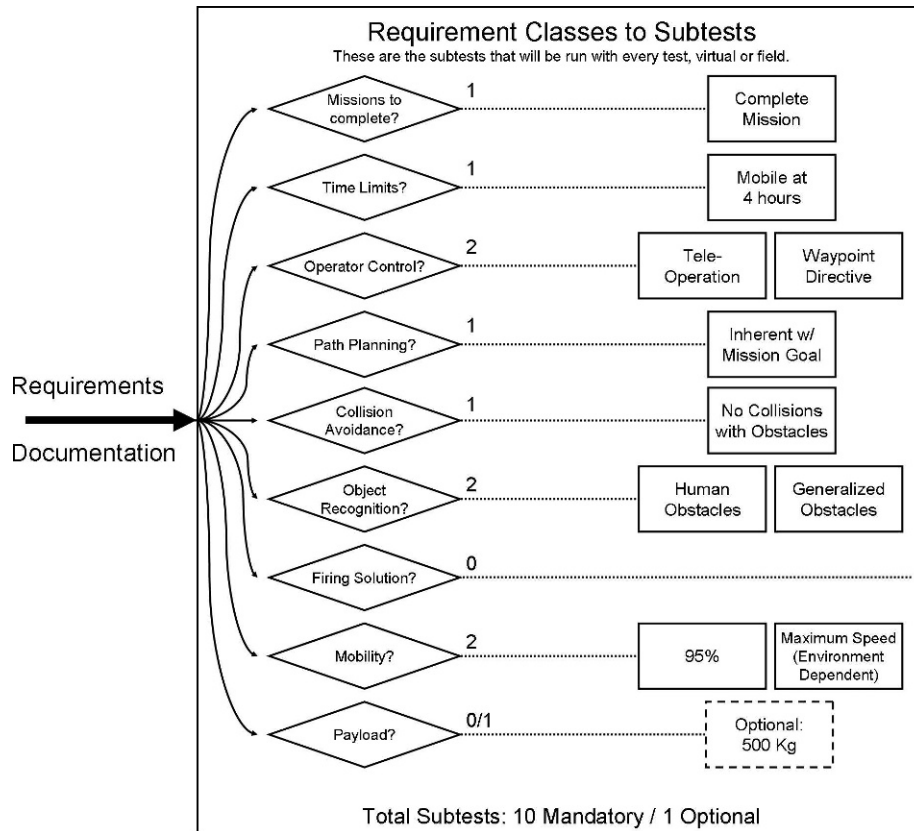 Requirement Classes to Subtests
These are the subtests that will be run with every test, virtual or field.
Missions to
complete?
1
Complete
Mission
Time Limits?
1
Mobile at
4 hours
Operator Control?
2
Tele-
Operation
Waypoint
Directive
Path Planning?
1
Inherent w/
Mission Goal
Requirements
Documentation
Collision
Avoidance?
1
No Collisions
with Obstacles
Object
Recognition?
2
Human
Obstacles
Generalized
Obstacles
Firing Solution?
0
Mobility?
2
95%
Maximum Speed
(Environment
Dependent)
Payload?
0/1
Optional:
500 Kg
Total Subtests: 10 Mandatory / 1 Optional